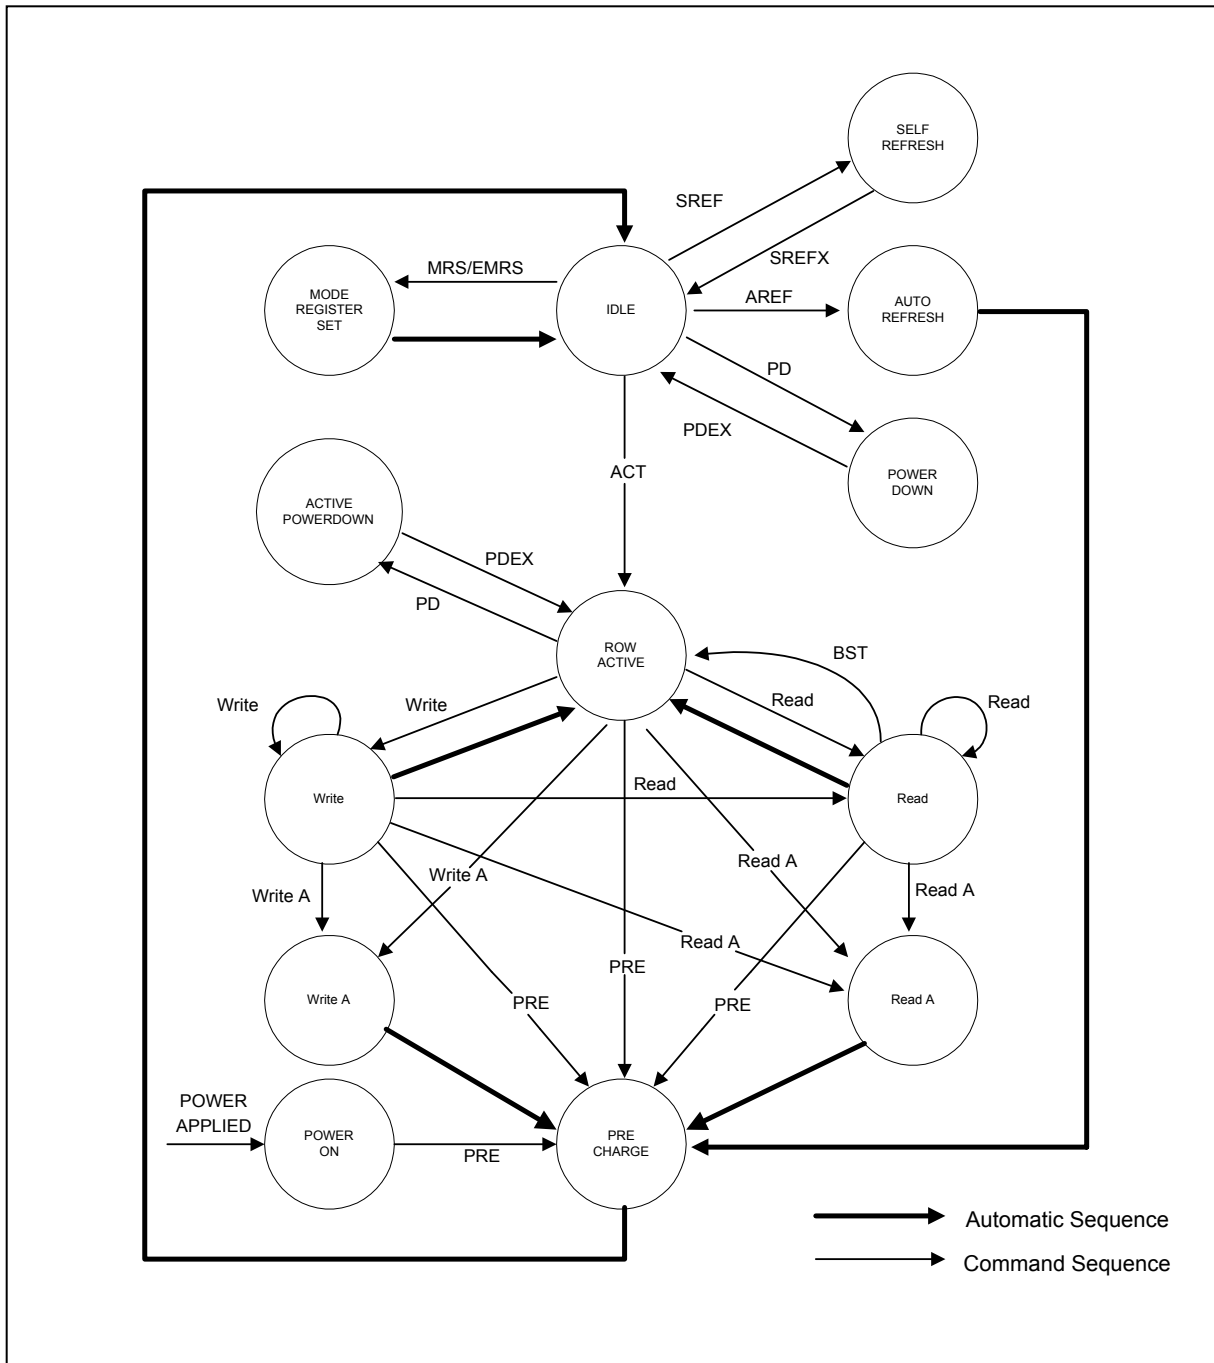 SELF
REFRESH
SREF
SREFX
MRS/EMRS
MODE
REGISTER
SET
IDLE
AREF
AUTO
REFRESH
PD
PDEX
POWER
DOWN
ACT
ACTIVE
POWERDOWN
PDEX
PD
ROW
ACTIVE
BST
Write
Write
Read
Read
Write
Read
Read
Write A
Write A
Read A
Read A
Read A
PRE
PRE
PRE
Write A
Read A
POWER
APPLIED
POWER
ON
PRE
PRE
CHARGE
Automatic Sequence
Command Sequence